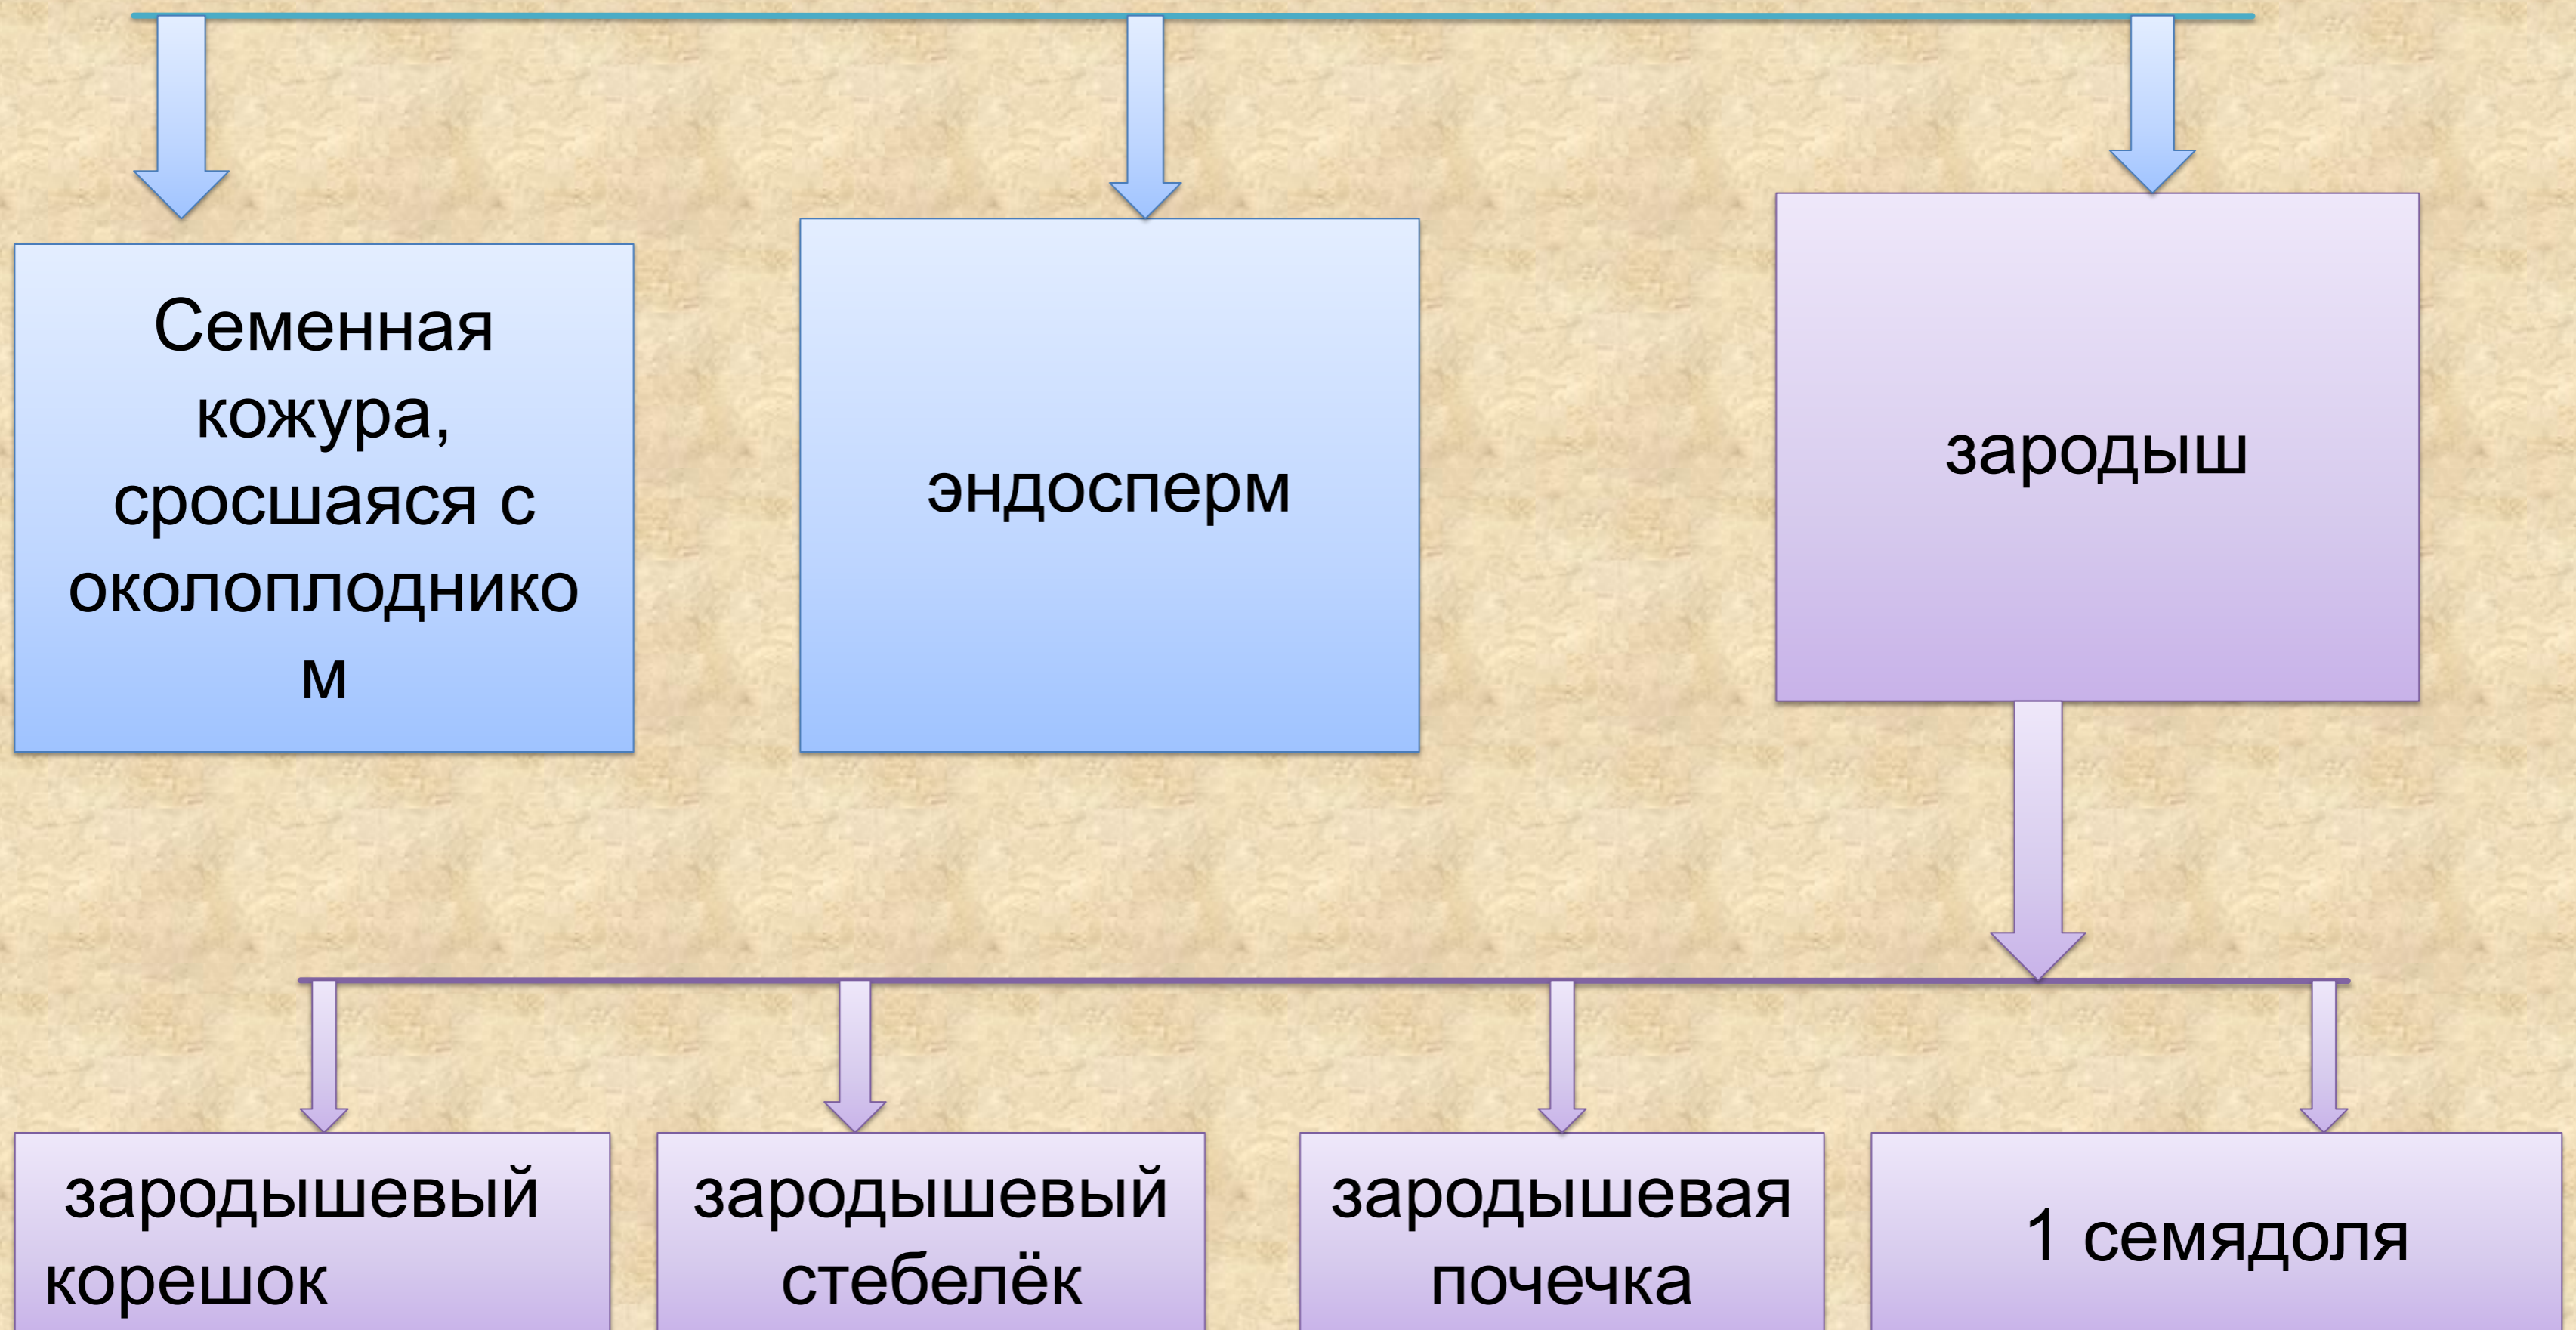 Семенная
кожура,
сросшаяся с
околоплоднико
м
эндосперм
зародыш
зародышевый
корешок
зародышевый
стебелёк
зародышевая
почечка
1 семядоля